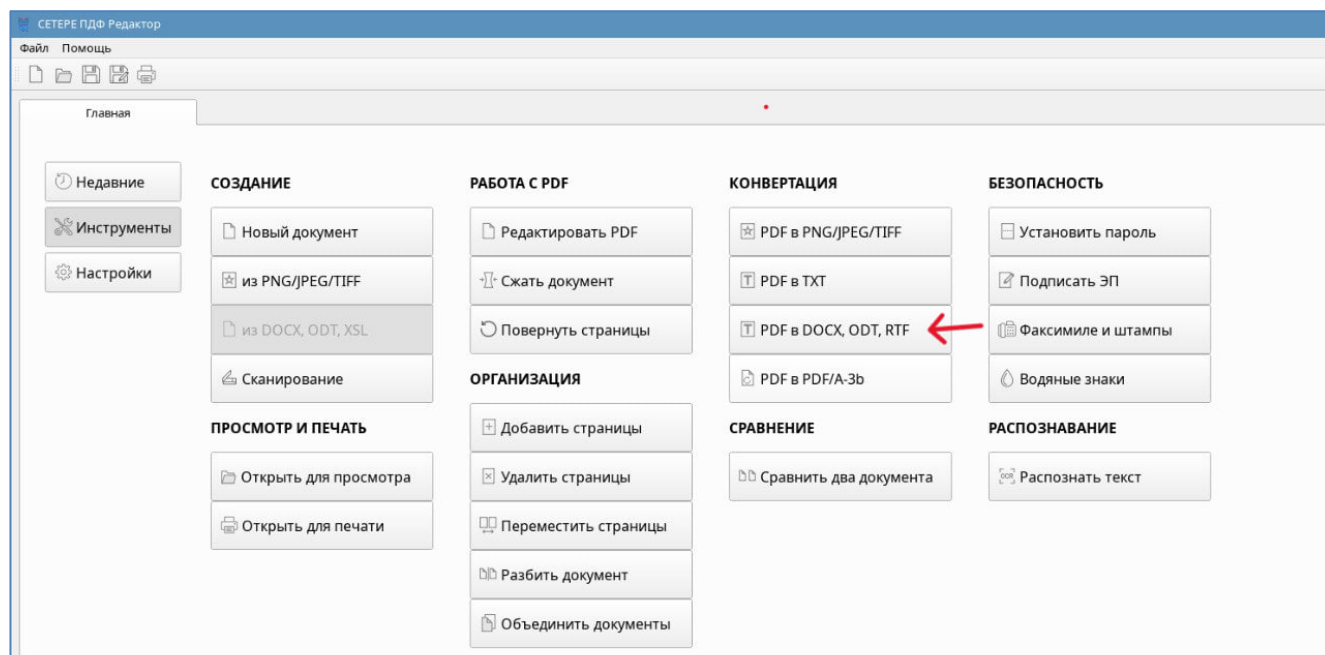 СЕТЕРЕ ПДФ Редактор
Файл Помощь
Главная
Недавние
Инструменты
Настройки
СОЗДАНИЕ
Новый документ
из PNG/JPEG/TIFF
из DOCX, ODT, XSL
Сканирование
ПРОСМОТР И ПЕЧАТЬ
Открыть для просмотра
Открыть для печати
РАБОТА С PDF
Редактировать PDF
Сжать документ
Повернуть страницы
ОРГАНИЗАЦИЯ
Добавить страницы
Удалить страницы
Переместить страницы
Разбить документ
Объединить документы
КОНВЕРТАЦИЯ
PDF в PNG/JPEG/TIFF
PDF в TXT
PDF в DOCX, ODT, RTF
PDF в PDF/A-3b
СРАВНЕНИЕ
Сравнить два документа
БЕЗОПАСНОСТЬ
Установить пароль
Подписать ЭП
Факсимиле и штампы
Водяные знаки
РАСПОЗНАВАНИЕ
Распознать текст